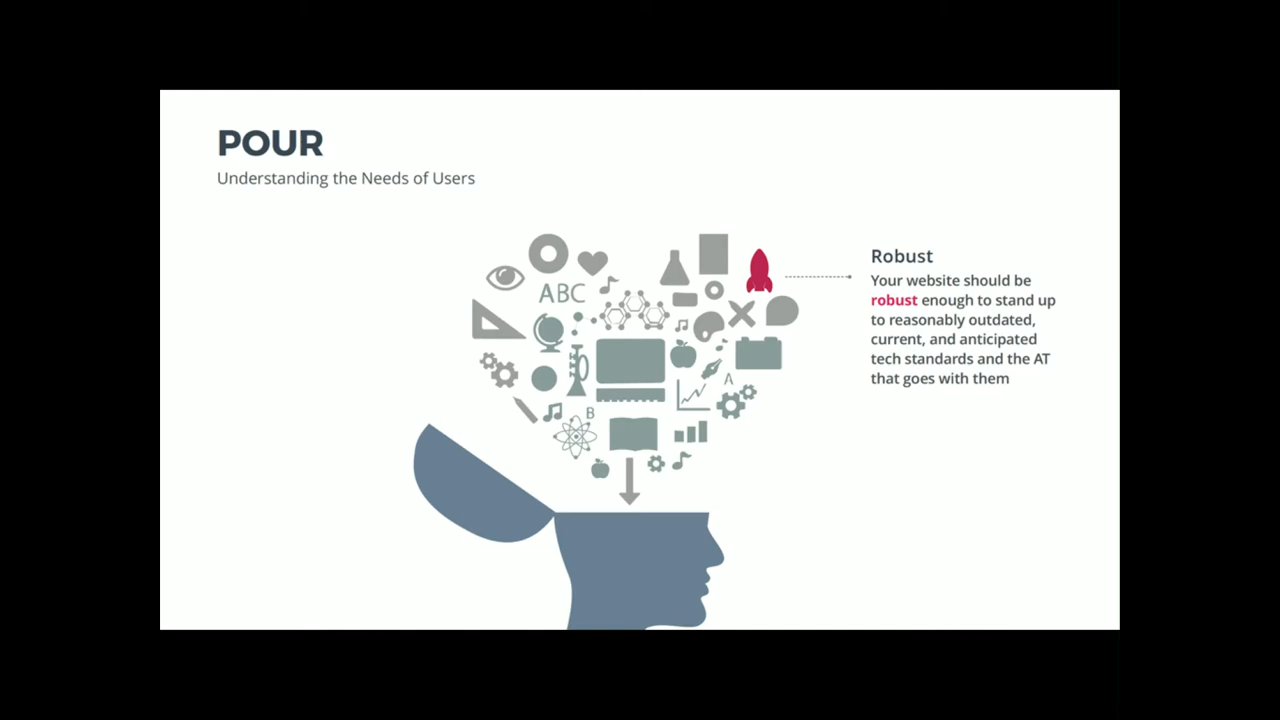 POUR
Understanding the Needs of Users
ABC
A
B
Robust
Your website should be
robust enough to stand up
to reasonably outdated,
current, and anticipated
tech standards and the AT
that goes with them